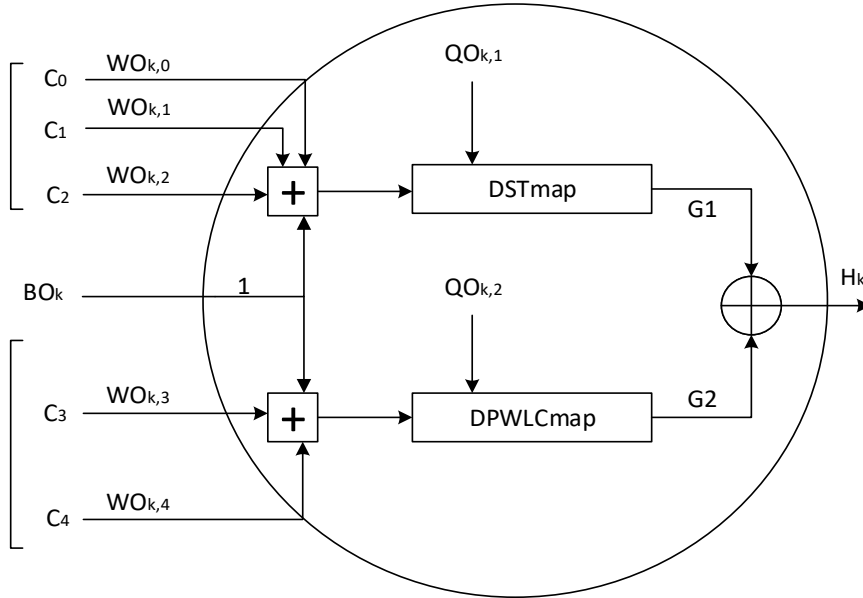 C0 WOk,0
QOk,1
C1 WOk,1
C2 WOk,2
+
DSTmap
G1
BOk
1
QOk,2
Hk
C3 WOk,3
+
DPWLCmap
G2
C4 WOk,4